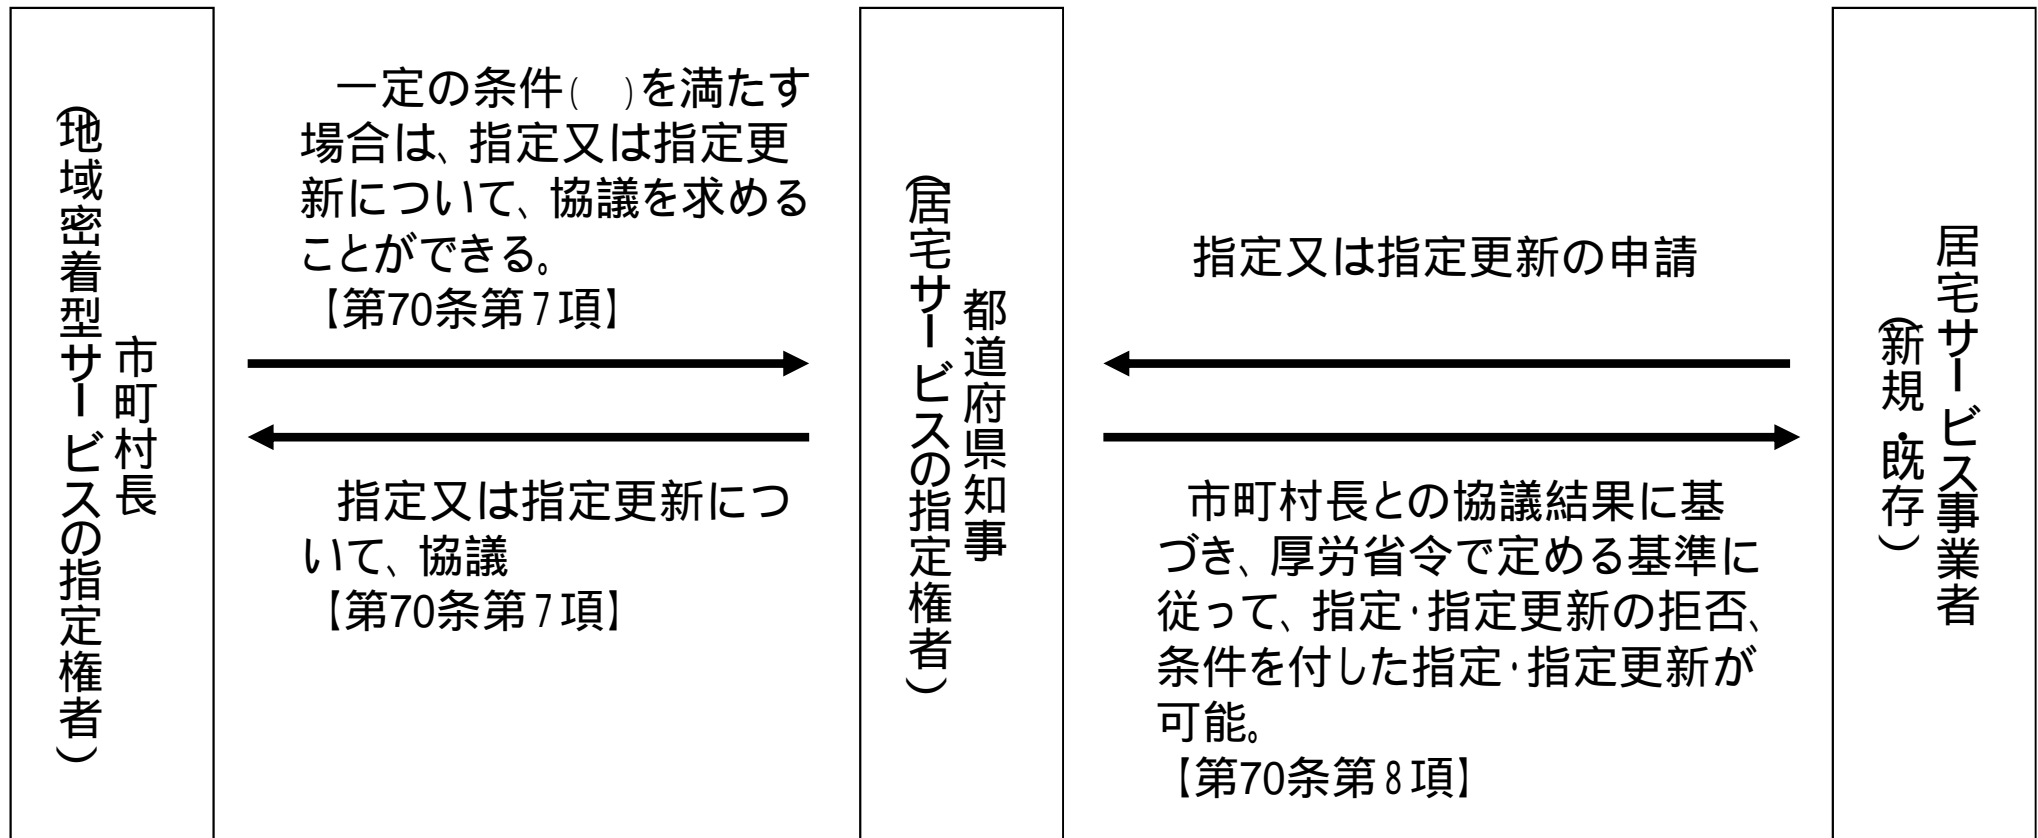 市町村長
(地域密着型サービスの指定権者)
一定の条件( )を満たす
場合は、指定又は指定更
新について、協議を求める
ことができる。
【第70条第7項】
指定又は指定更新につ
いて、協議
【第70条第7項】
都道府県知事
(居宅サービスの指定権者)
指定又は指定更新の申請
市町村長との協議結果に基
づき、厚労省令で定める基準に
従って、指定・指定更新の拒否、
条件を付した指定・指定更新が
可能。
【第70条第8項】
居宅サービス事業者
(新規・既存)